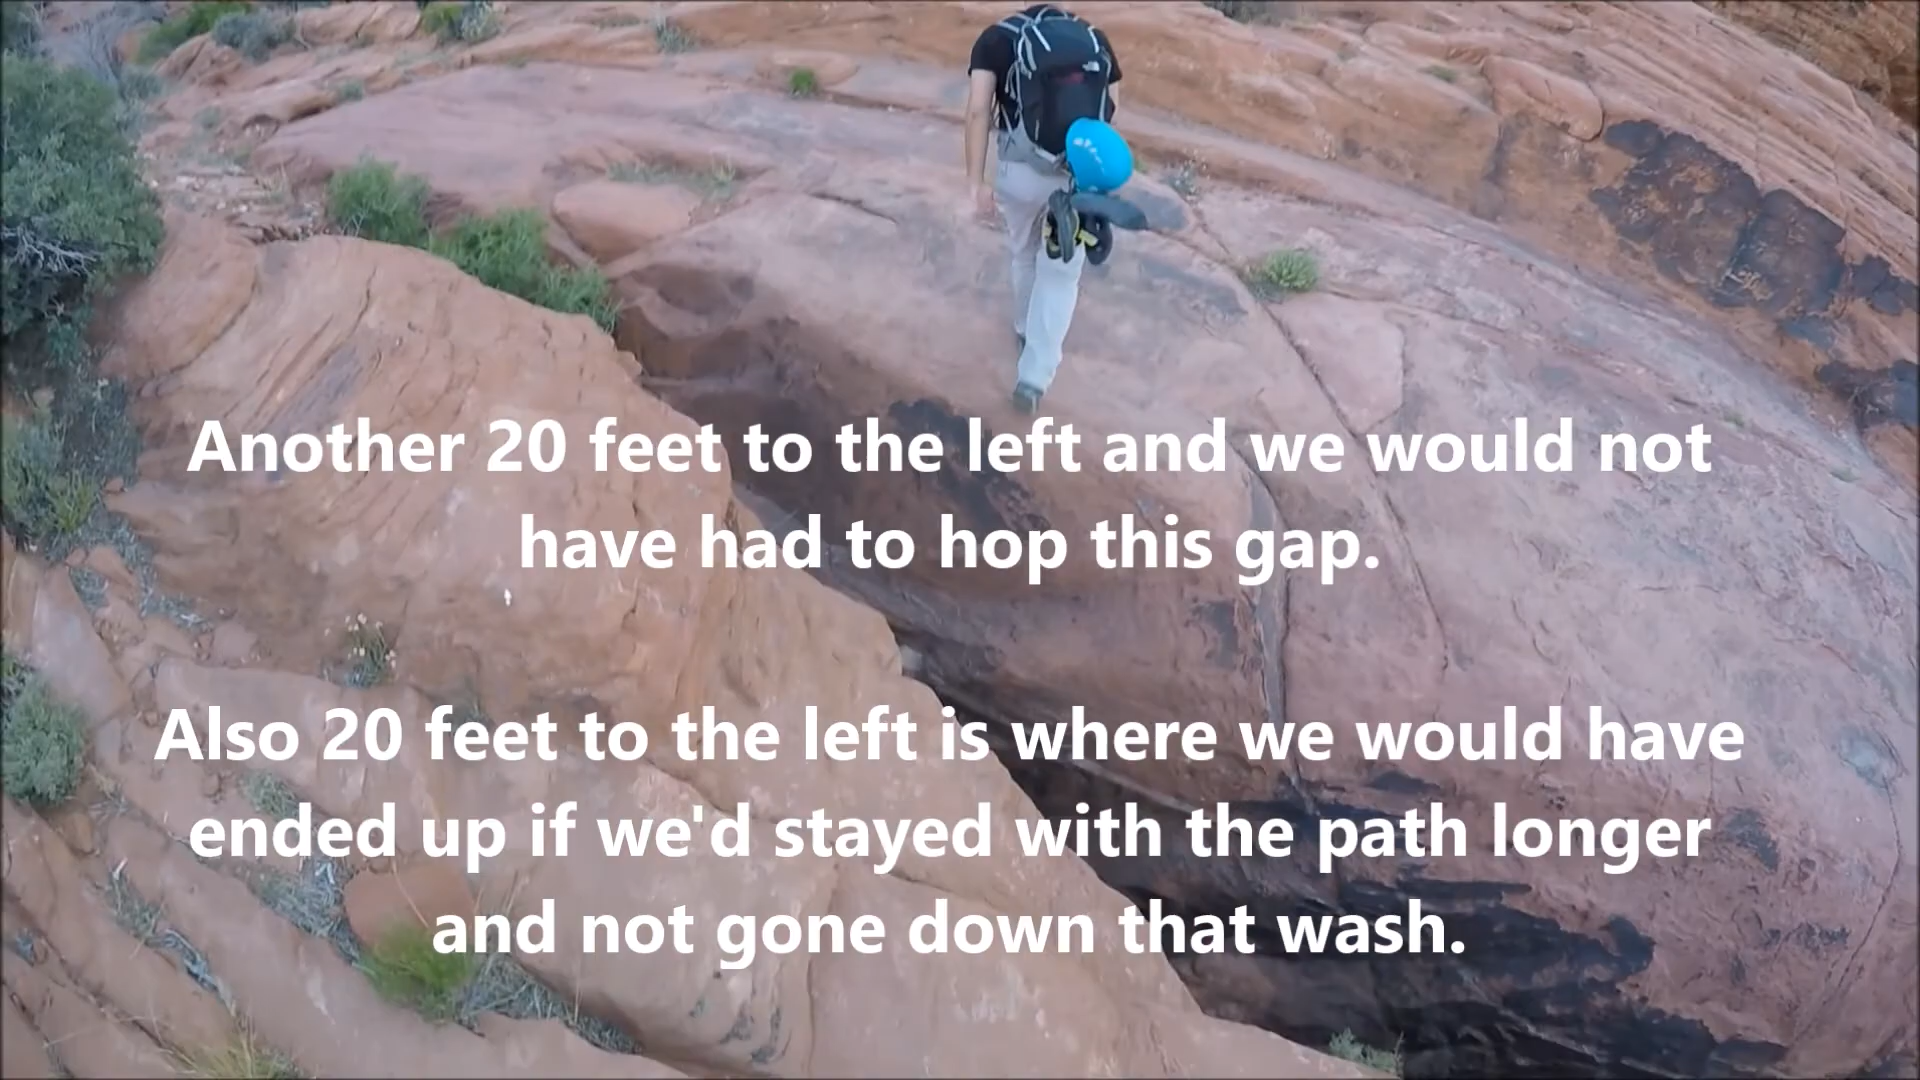 Another 20 feet to the left and we would not
have had to hop this gap.
Also 20 feet to the left is where we would have
ended up if we'd stayed with the path longer
and not gone down that wash.